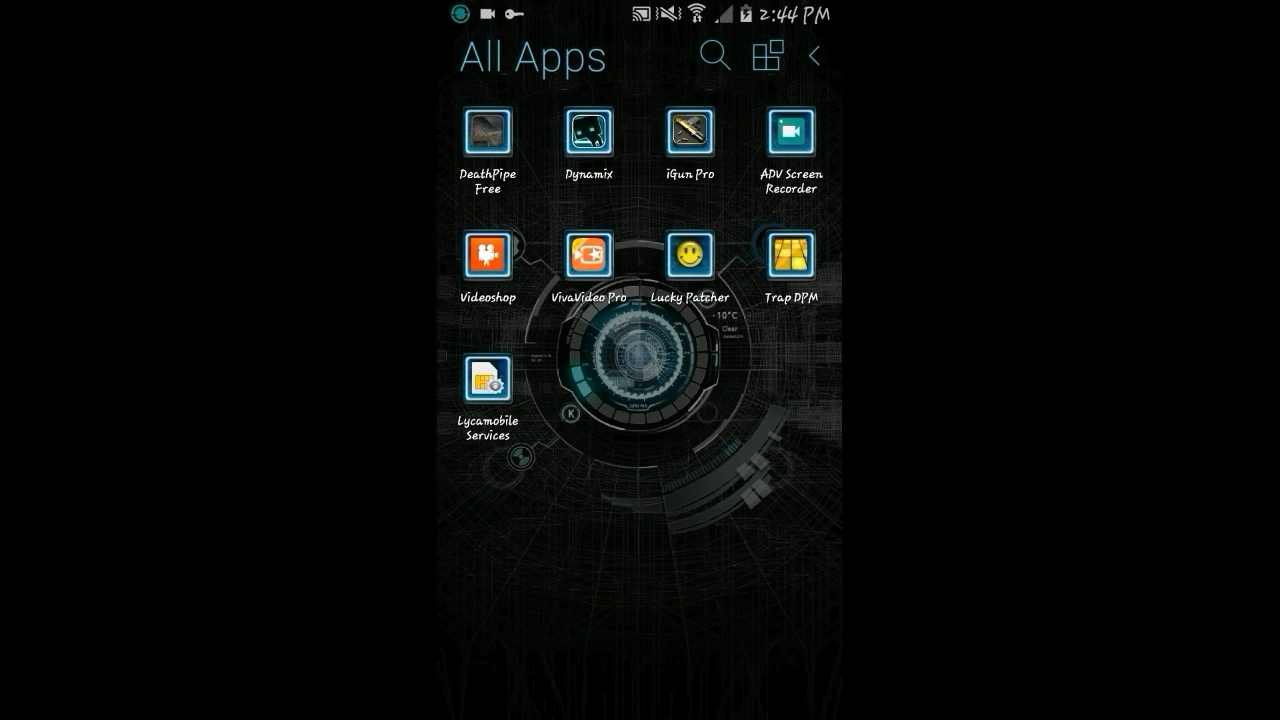 2:44 PM
All Apps
DeathPipe Free
Dynamix
iGun Pro
ADV Screen Recorder
Videoshop
VivaVideo Pro
Lucky Patcher
Trap DPM
-10°C
Clear
K
Lycamobile Services